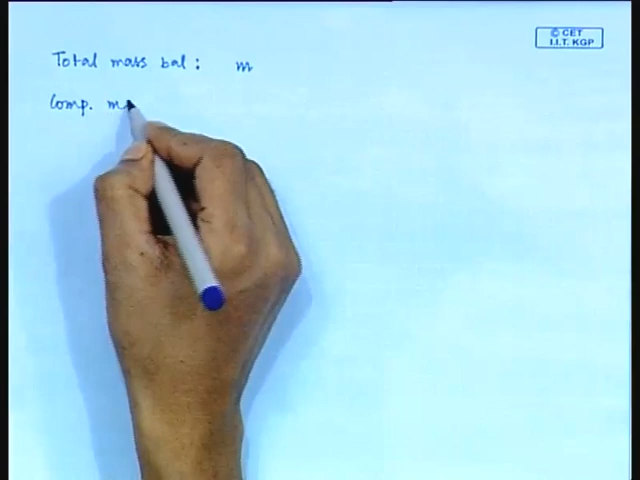 © CET
I.I.T. KGP
Total mass bal : m
Comp. m